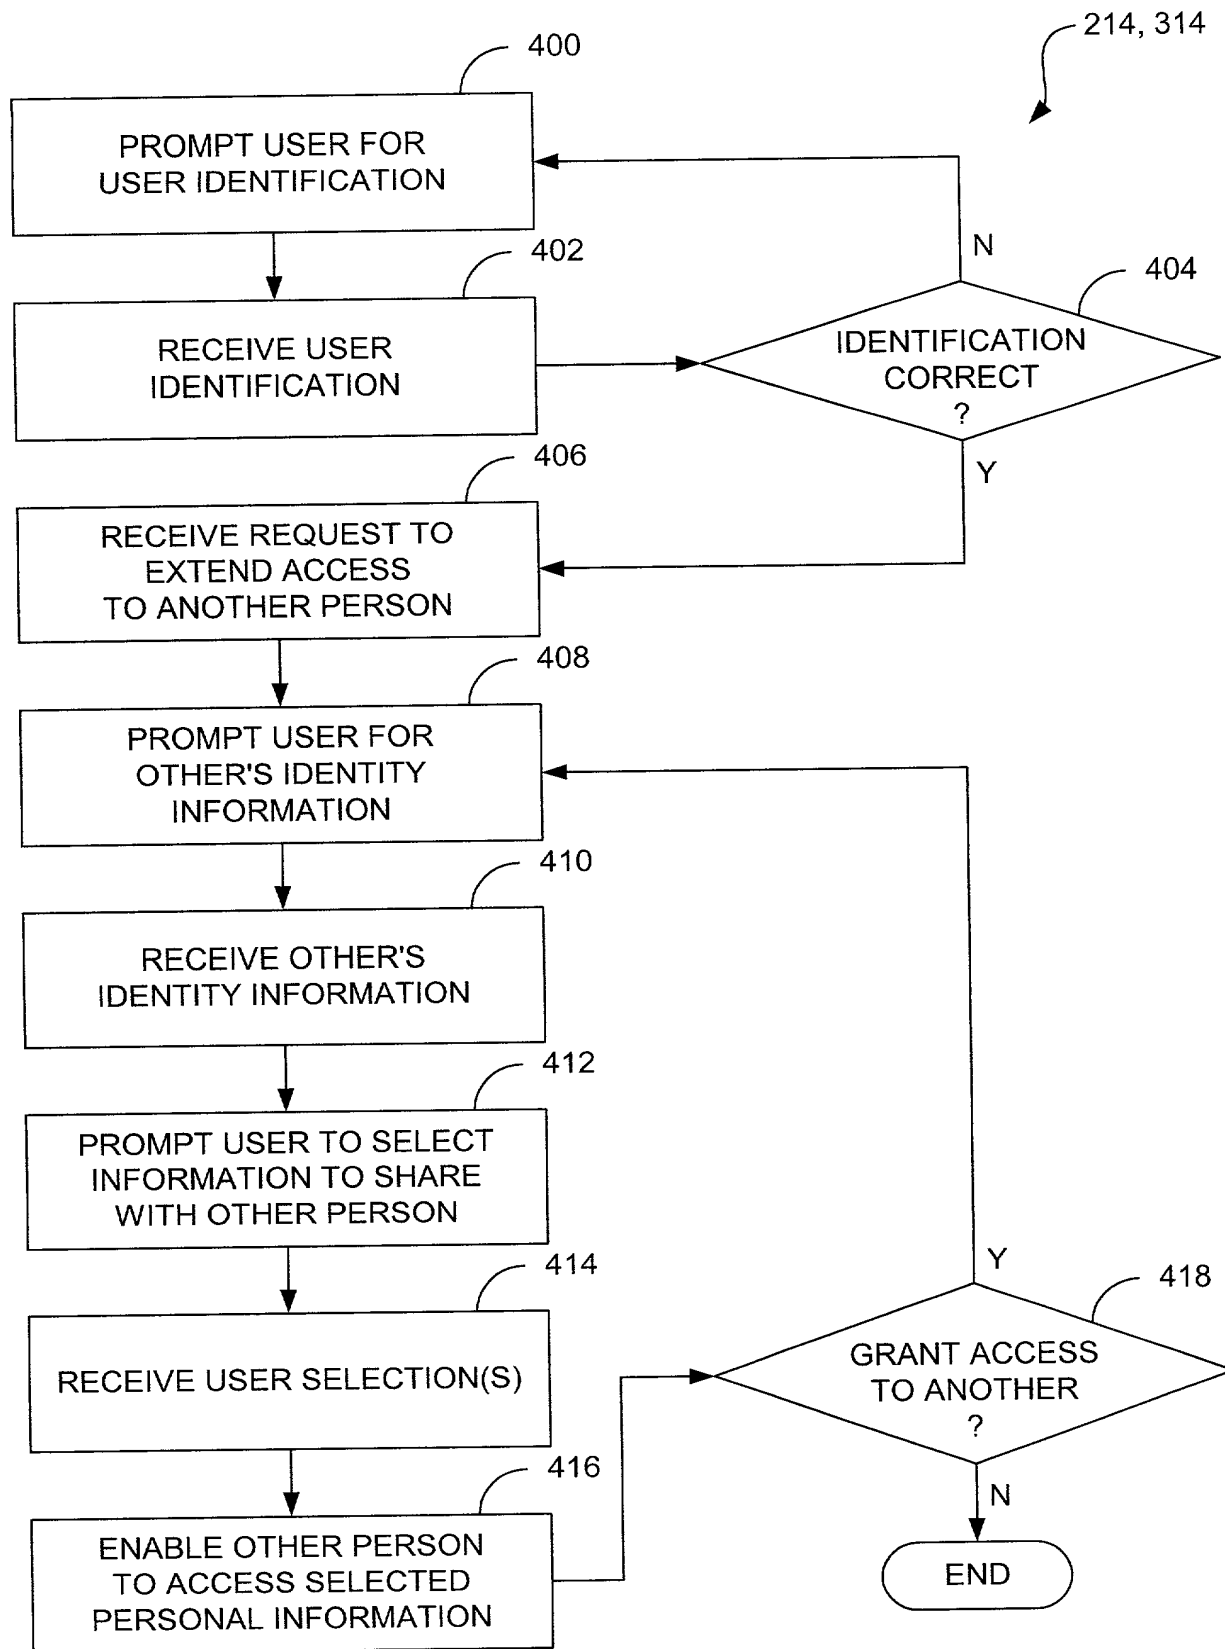 214, 314
400
PROMPT USER FOR
USER IDENTIFICATION
N
402
404
RECEIVE USER
IDENTIFICATION
IDENTIFICATION
CORRECT
?
Y
406
RECEIVE REQUEST TO
EXTEND ACCESS
TO ANOTHER PERSON
408
PROMPT USER FOR
OTHER'S IDENTITY
INFORMATION
410
RECEIVE OTHER'S
IDENTITY INFORMATION
412
PROMPT USER TO SELECT
INFORMATION TO SHARE
WITH OTHER PERSON
414
RECEIVE USER SELECTION(S)
Y
418
GRANT ACCESS
TO ANOTHER
?
416
ENABLE OTHER PERSON
TO ACCESS SELECTED
PERSONAL INFORMATION
N
END